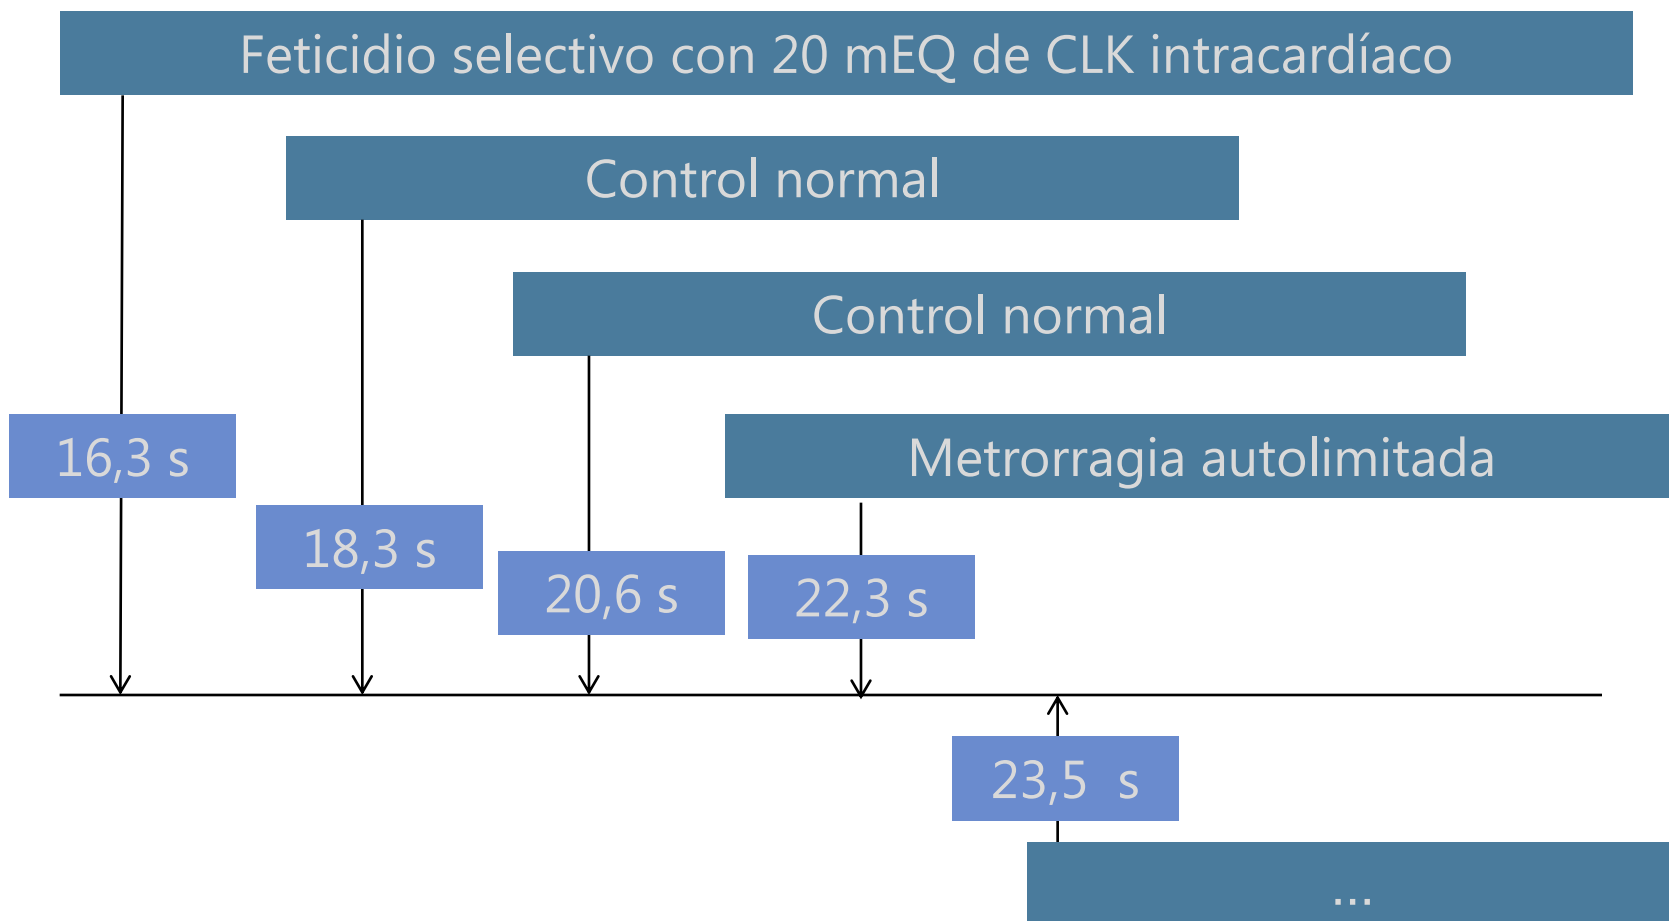 Feticidio selectivo con 20 mEQ de CLK intracardíaco
Control normal
Control normal
16,3 s
Metrorragia autolimitada
18,3 s
20,6 s
22,3 s
23,5 s
...